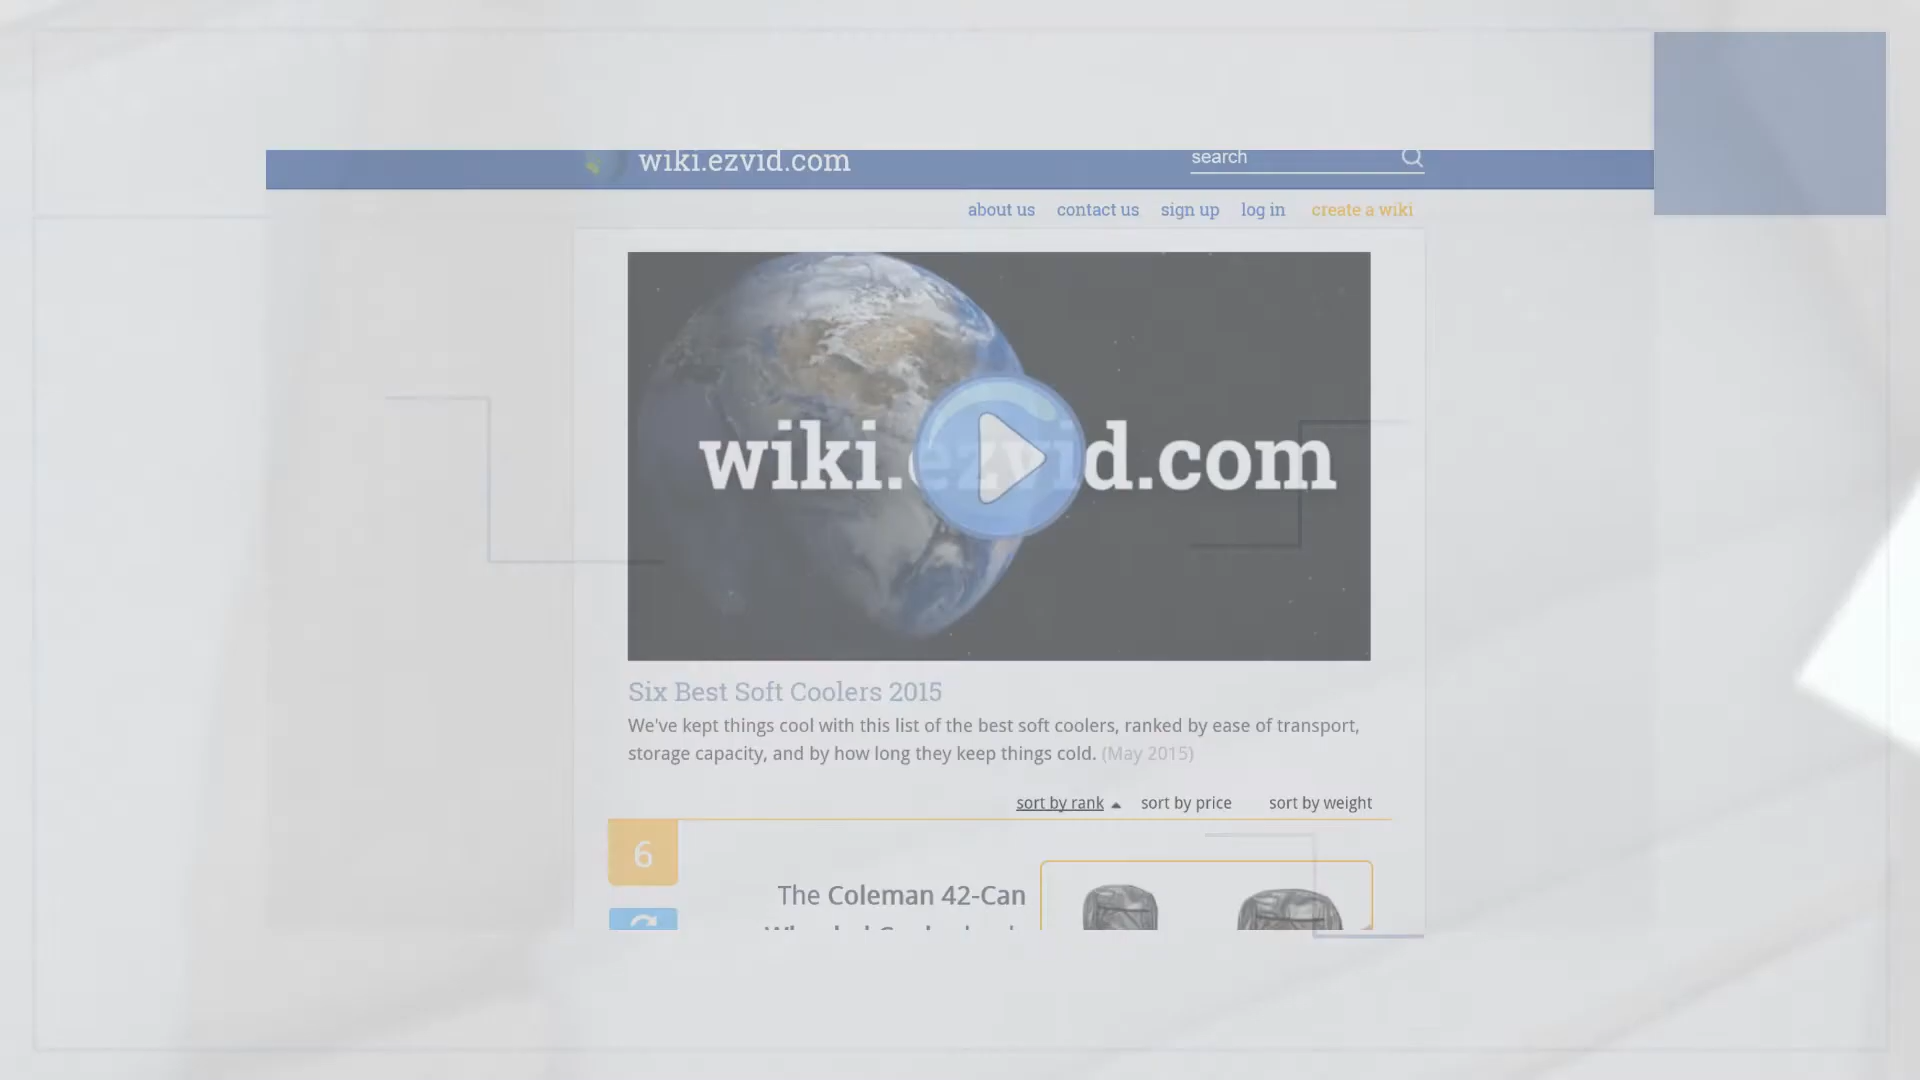 wiki.ezvid.com
search
about us contact us sign up log in create a wiki
wiki.ezvid.com
Six Best Soft Coolers 2015
We've kept things cool with this list of the best soft coolers, ranked by ease of transport,
storage capacity, and by how long they keep things cold. (May 2015)
sort by rank sort by price sort by weight
6
The Coleman 42-Can